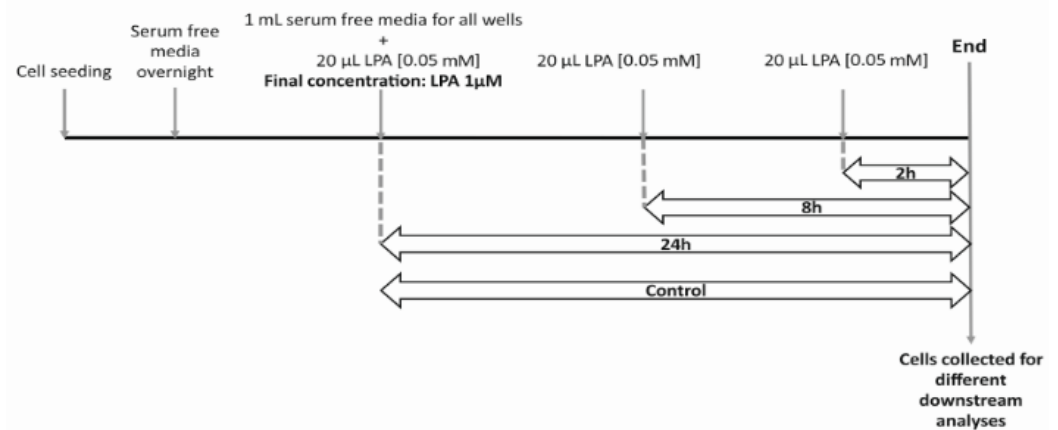 Cell seeding
Serum free
media
overnight
1 mL serum free media for all wells
+
20 µL LPA [0.05 mM]
Final concentration: LPA 1µM
20 µL LPA [0.05 mM]
20 µL LPA [0.05 mM]
End
2h
8h
24h
Control
Cells collected for
different
downstream
analyses